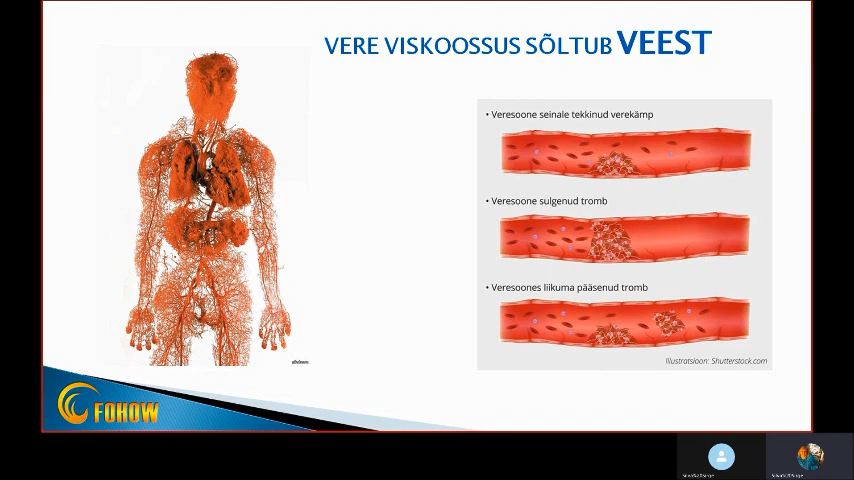 VERE VISKOOSSUS SÕLTUB VEEST
• Veresoone seinale tekkinud verekämp
• Veresoone sulgenud tromb
• Veresoones liikuma pääsenud tromb
Illustratsioon: Shutterstock.com
FOHOW